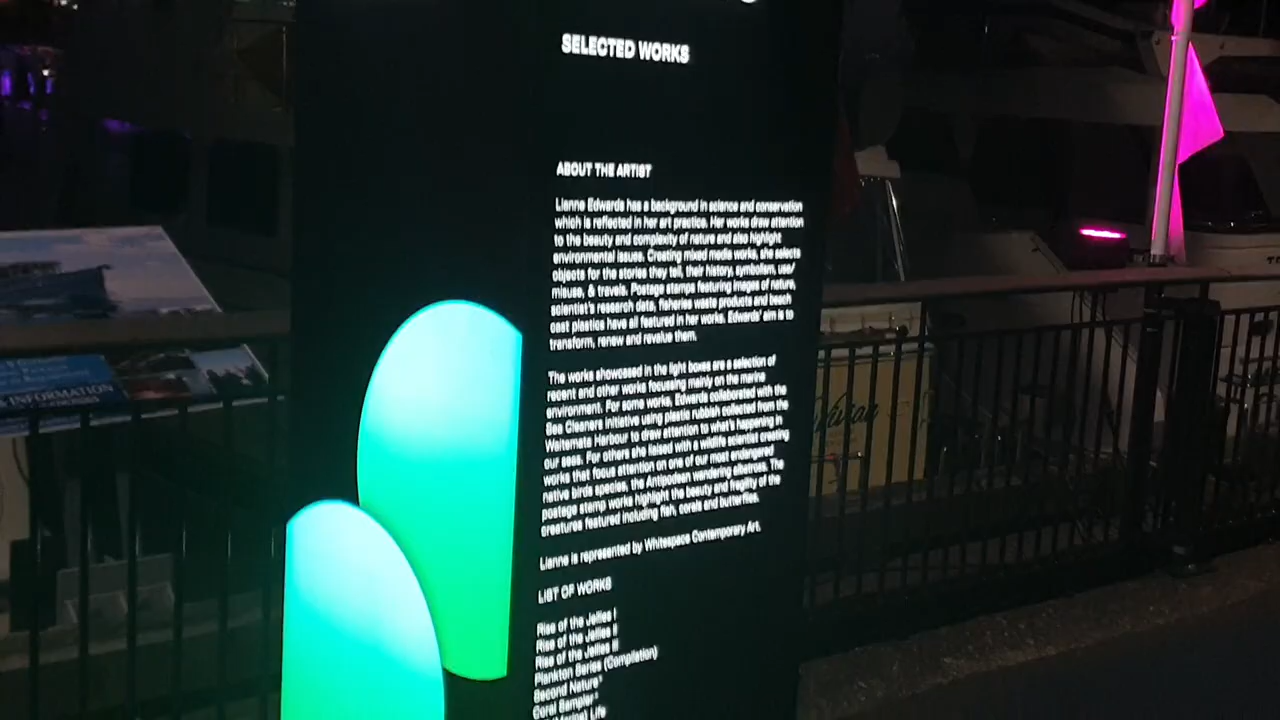 SELECTED WORKS
ABOUT THE ARTIST
Lianne Edwards has a background in science and conservation
which is reflected in her art practice. Her works draw attention
to the beauty and complexity of nature and also highlight
environmental issues. Creating mixed media works, she selects
objects for the stories they tell, their history, symbolism, use/
misuse, & travels. Postage stamps featuring images of nature,
scientist's research data, fisheries waste products and beach
cast plastics have all featured in her works. Edwards' aim is to
transform, renew and revalue them.
The works showcased in the light boxes are a selection of
recent and other works focussing mainly on the marine
environment. For some works, Edwards collaborated with the
Sea Cleaners initiative using plastic rubbish collected from the
Waitemata Harbour to draw attention to what's happening in
our seas. For others she liaised with a wildlife scientist creating
works that focus attention on one of our most endangered
native birds species, the Antipodean wandering albatross. The
postage stamp works highlight the beauty and fragility of the
creatures featured including fish, corals and butterflies.
Lianne is represented by Whitespace Contemporary Art.
LIST OF WORKS
Rise of the Jellies I
Rise of the Jellies II
Rise of the Jellies III
Plankton Series (Compilation)
Second Nature*
Coral Sampler*
Life
& INFORMATION
Vivian